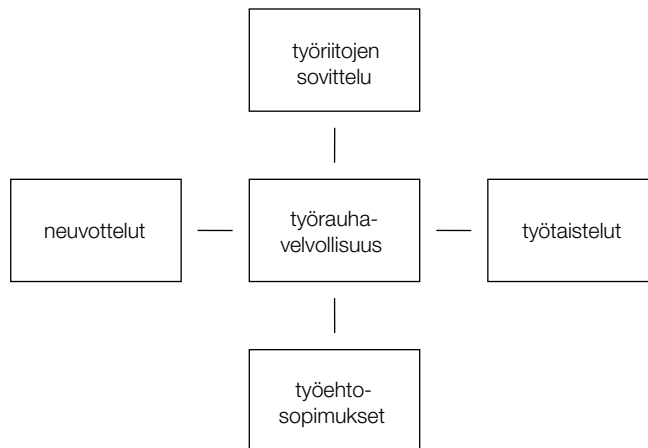 työriitojen
sovittelu
neuvottelut
työrauha-
velvollisuus
työtaistelut
työehto-
sopimukset